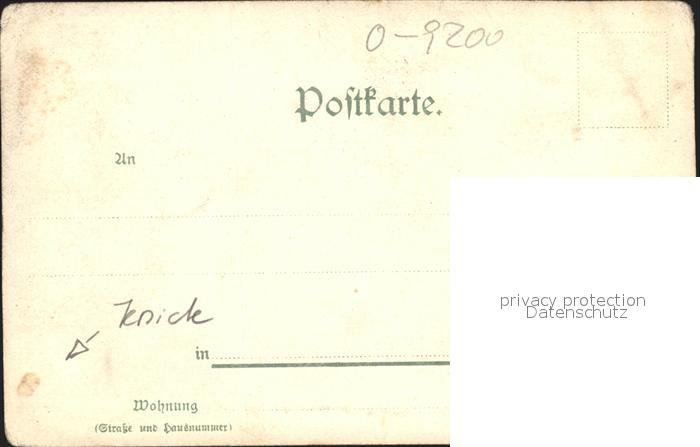 0-9200
Poſtkarte.
An
privacy protection
Datenschutz
Knicke
in
Wohnung
(Straße und Hausnummer)